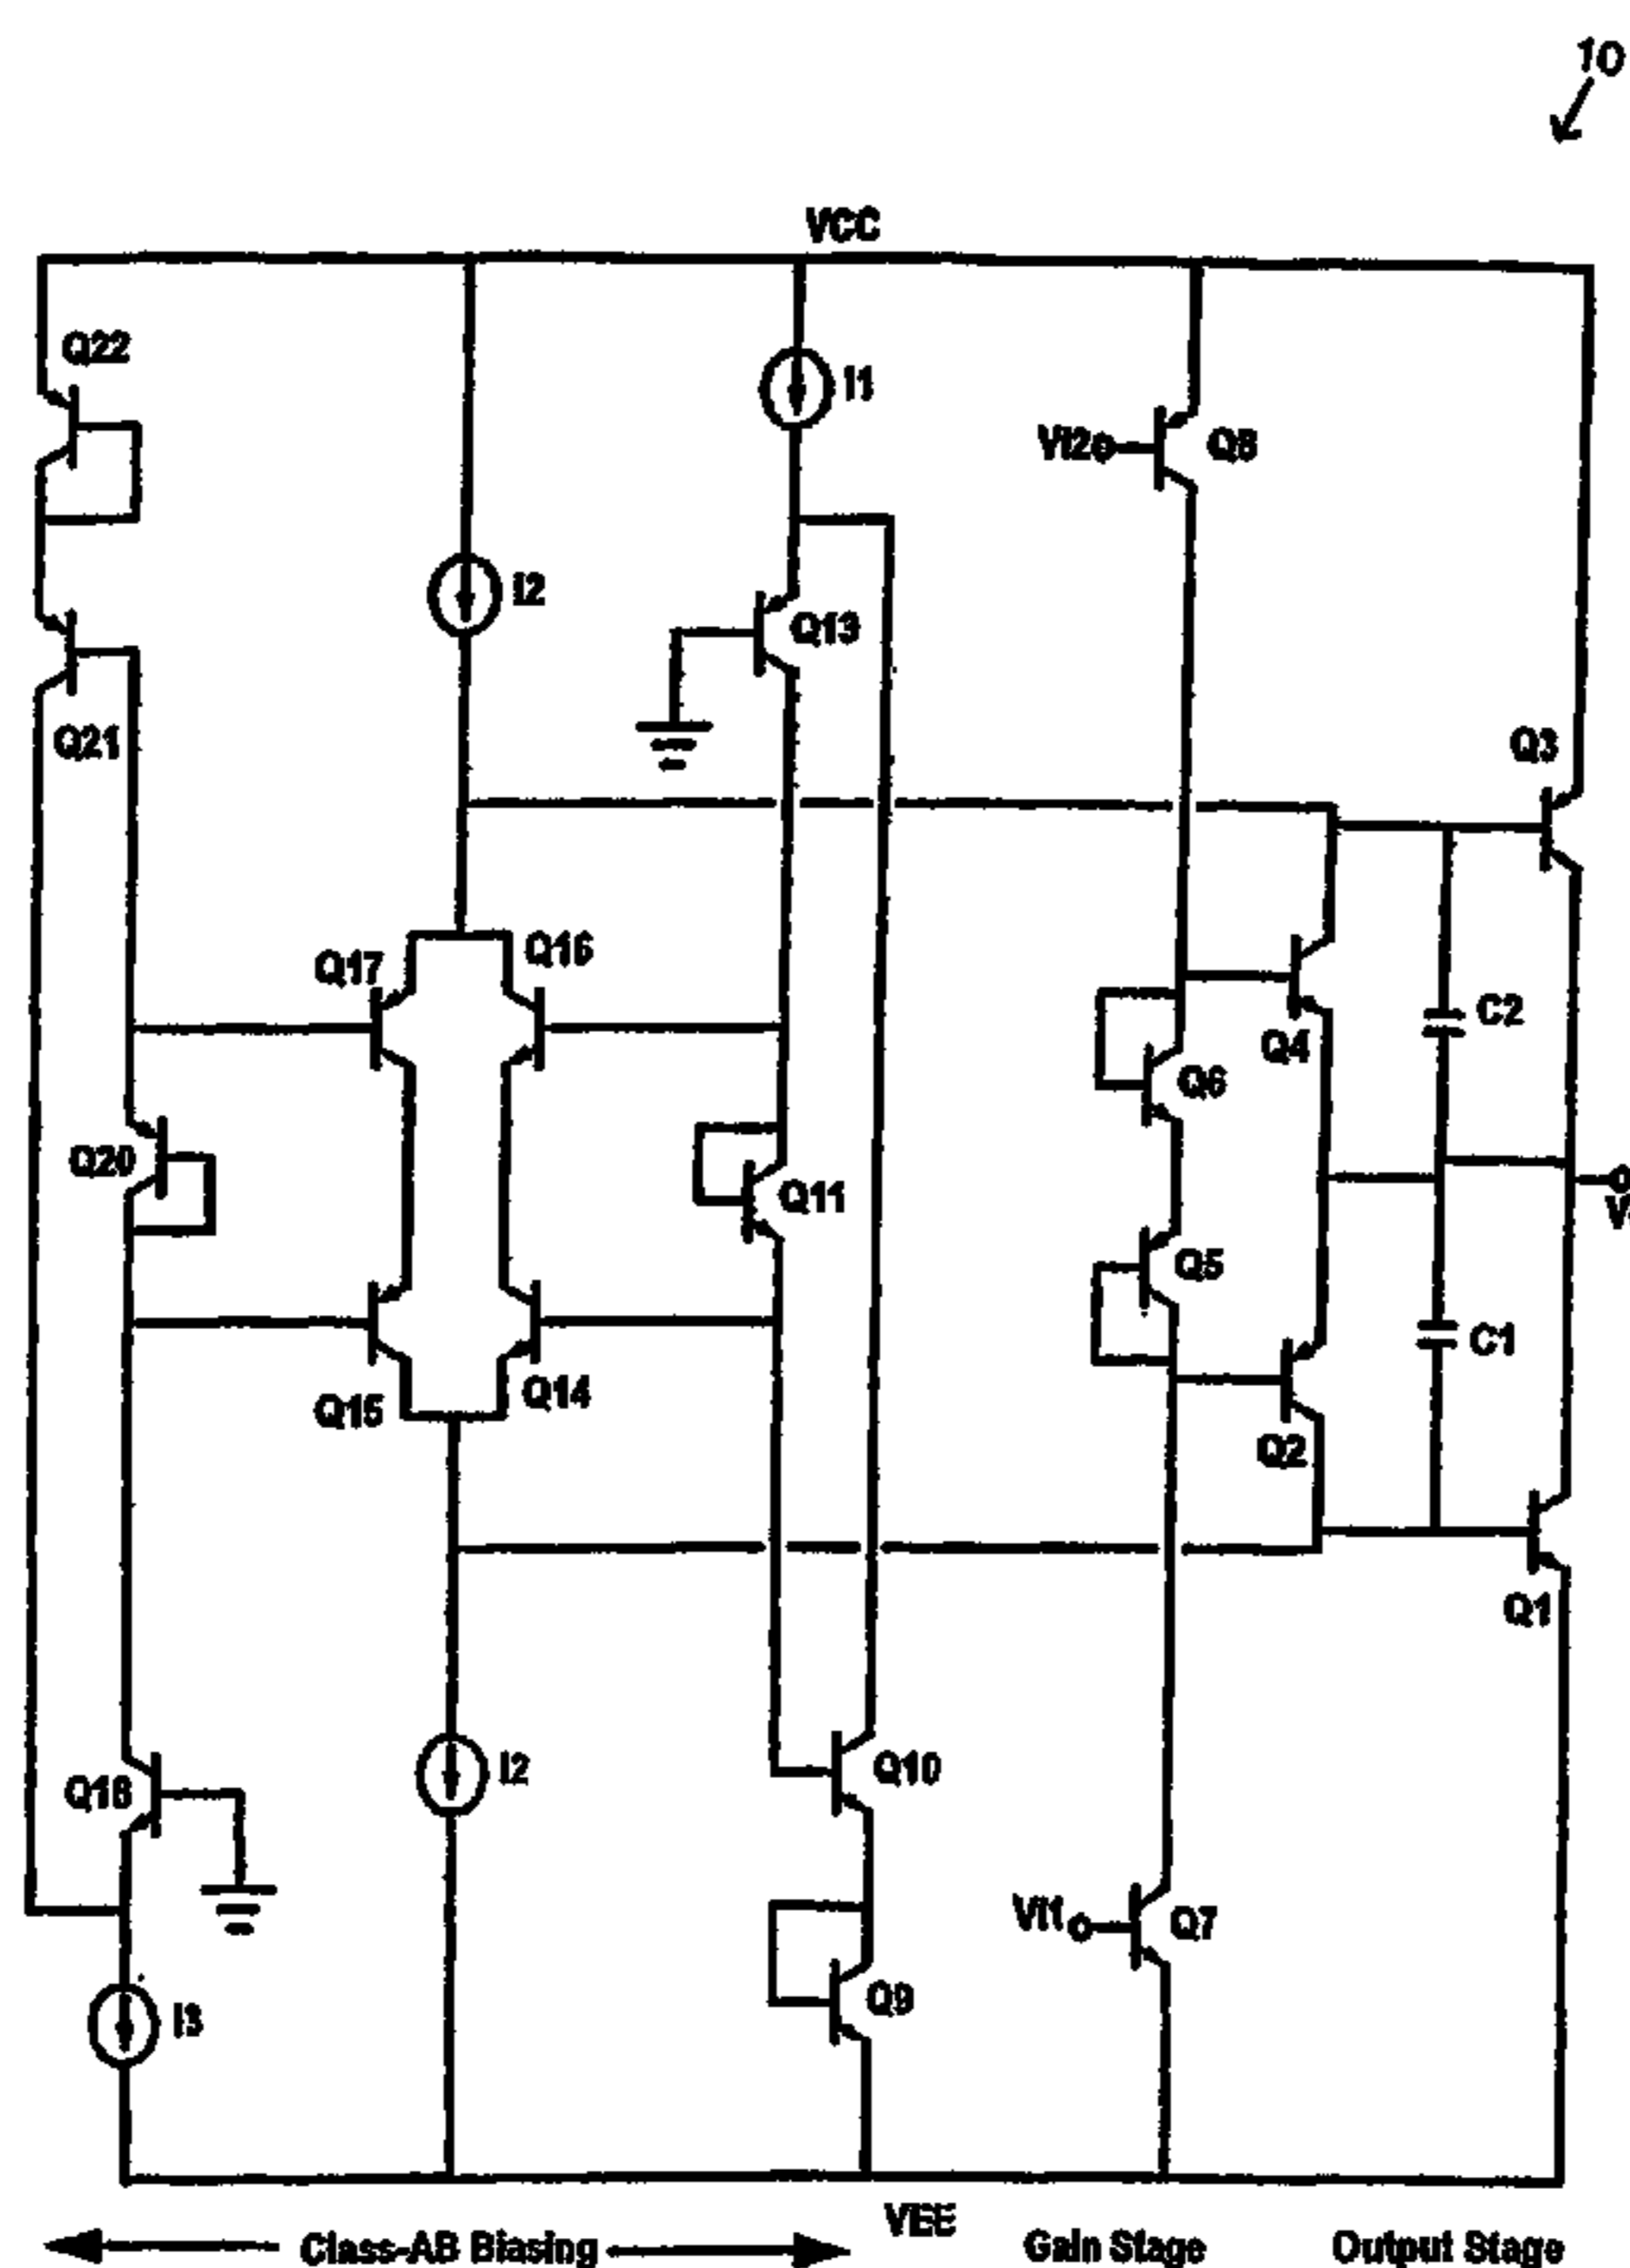 10
VCC
Q22
I1
Vi2
Q8
I2
Q13
Q21
Q3
Q17
Q16
C2
Q4
Q6
Q20
Q11
Q5
C1
Q15
Q14
Q2
Q1
Q18
I2
Q10
Vi1
Q7
Q9
I3
VEE
Class-AB Biasing
Gain Stage
Output Stage